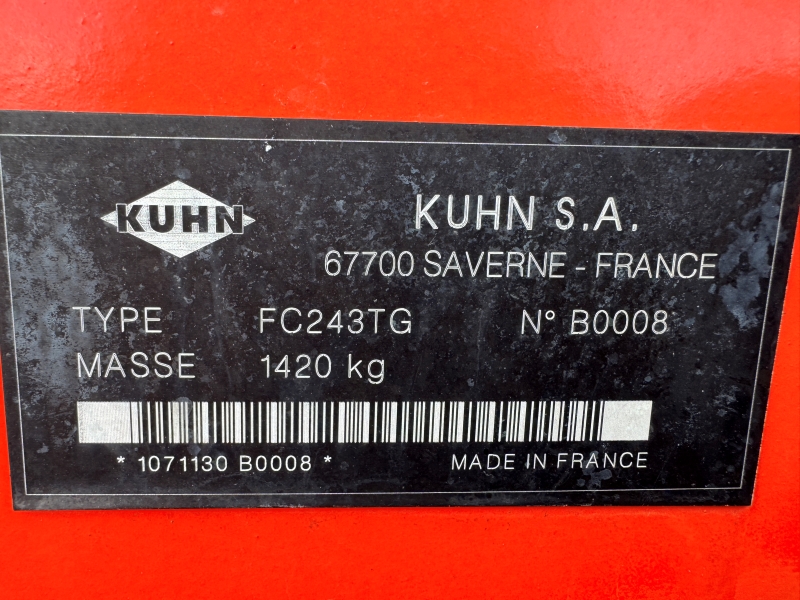 KUHN
KUHN S.A.
67700 SAVERNE - FRANCE
TYPE FC243TG N° B0008
MASSE 1420 kg
* 1071130 B0008 * MADE IN FRANCE